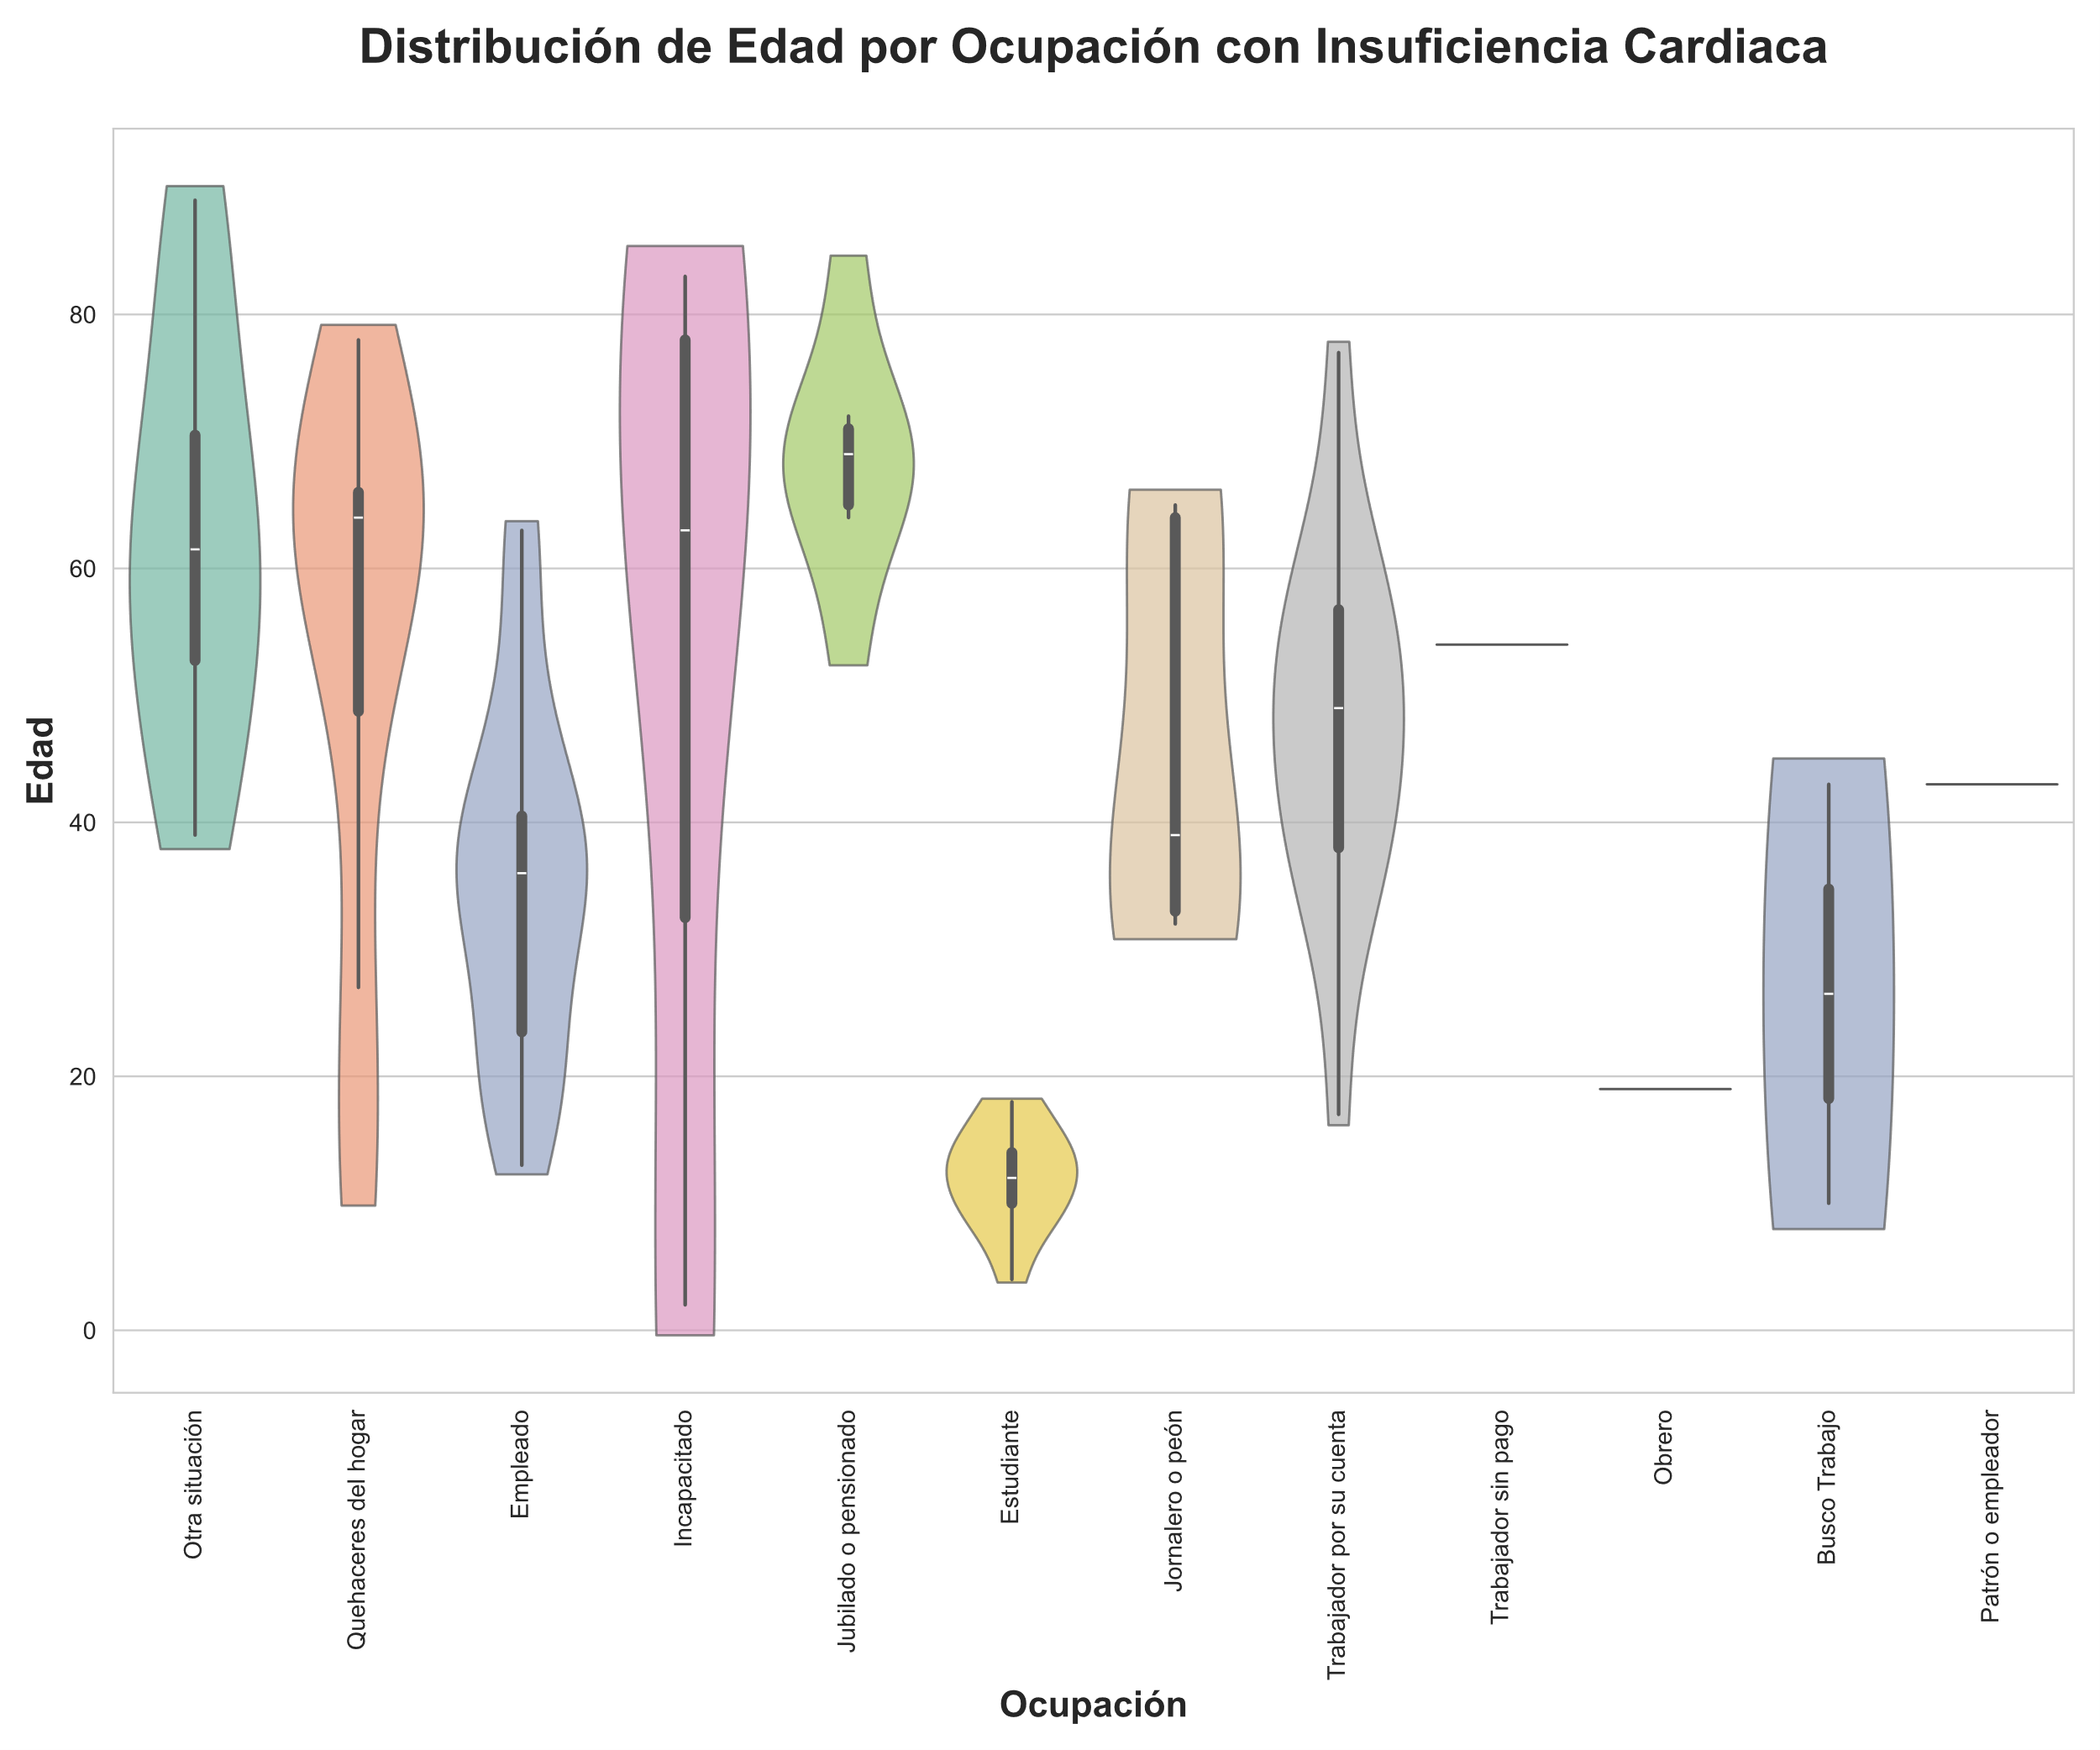 Distribución de Edad por Ocupación con Insuficiencia Cardiaca
Edad
80
60
40
20
0
Otra situación
Quehaceres del hogar
Empleado
Incapacitado
Jubilado o pensionado
Estudiante
Jornalero o peón
Trabajador por su cuenta
Trabajador sin pago
Obrero
Busco Trabajo
Patrón o empleador
Ocupación